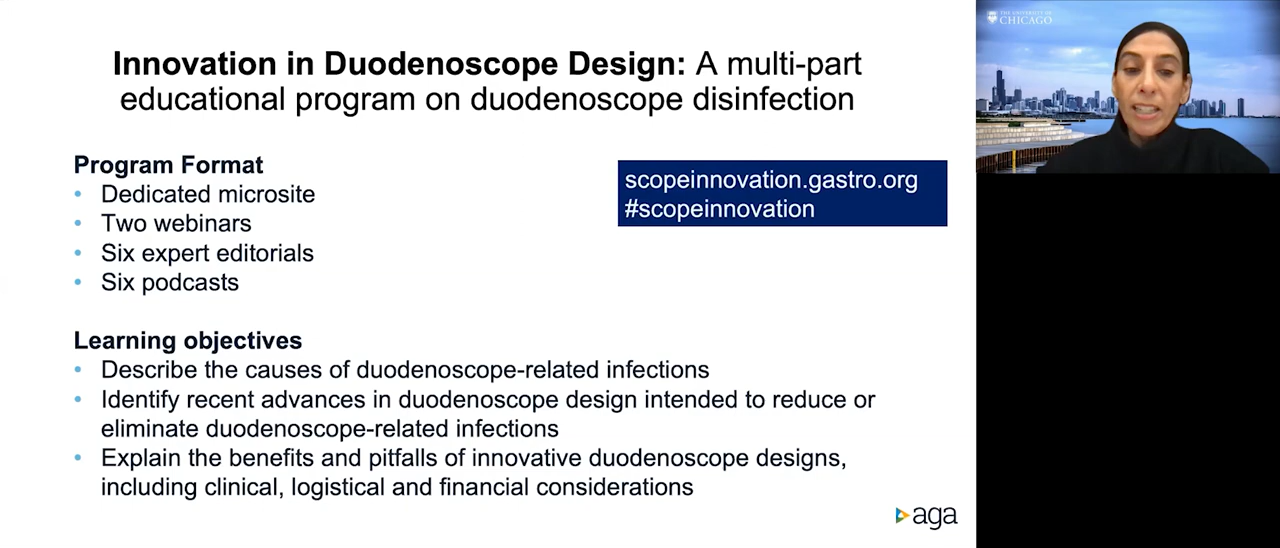 Innovation in Duodenoscope Design: A multi-part
educational program on duodenoscope disinfection
Program Format
• Dedicated microsite
• Two webinars
• Six expert editorials
• Six podcasts
scopeinnovation.gastro.org
#scopeinnovation
Learning objectives
• Describe the causes of duodenoscope-related infections
• Identify recent advances in duodenoscope design intended to reduce or
eliminate duodenoscope-related infections
• Explain the benefits and pitfalls of innovative duodenoscope designs,
including clinical, logistical and financial considerations
aga
THE UNIVERSITY OF
CHICAGO